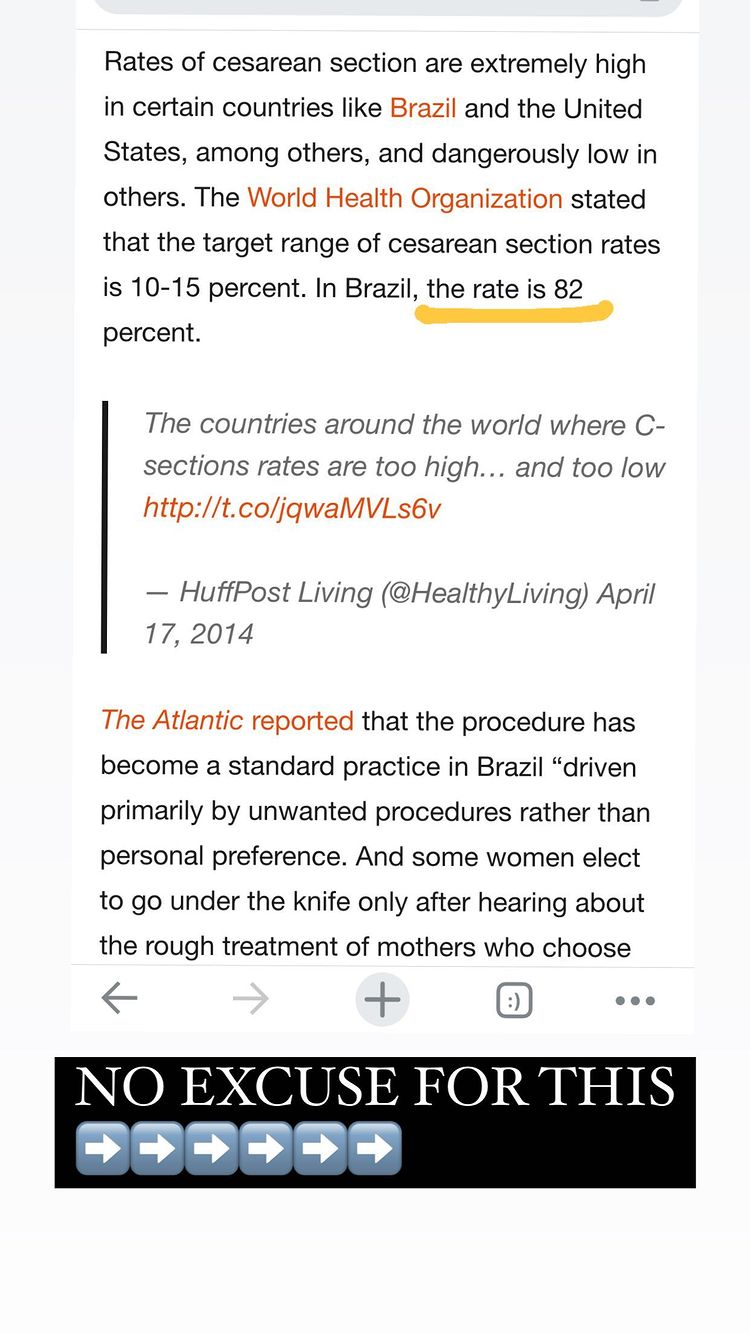 Rates of cesarean section are extremely high
in certain countries like Brazil and the United
States, among others, and dangerously low in
others. The World Health Organization stated
that the target range of cesarean section rates
is 10-15 percent. In Brazil, the rate is 82
percent.
The countries around the world where C-
sections rates are too high… and too low
http://t.co/jqwaMVLs6v
— HuffPost Living (@HealthyLiving) April
17, 2014
The Atlantic reported that the procedure has
become a standard practice in Brazil “driven
primarily by unwanted procedures rather than
personal preference. And some women elect
to go under the knife only after hearing about
the rough treatment of mothers who choose
:)
NO EXCUSE FOR THIS
➡➡➡➡➡➡